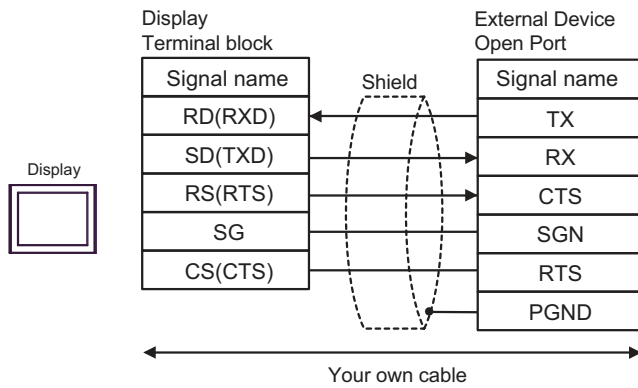 Display
Terminal block
External Device
Open Port
Signal name
Shield
Signal name
RD(RXD)
TX
SD(TXD)
RX
Display
RS(RTS)
CTS
SG
SGN
CS(CTS)
RTS
PGND
Your own cable